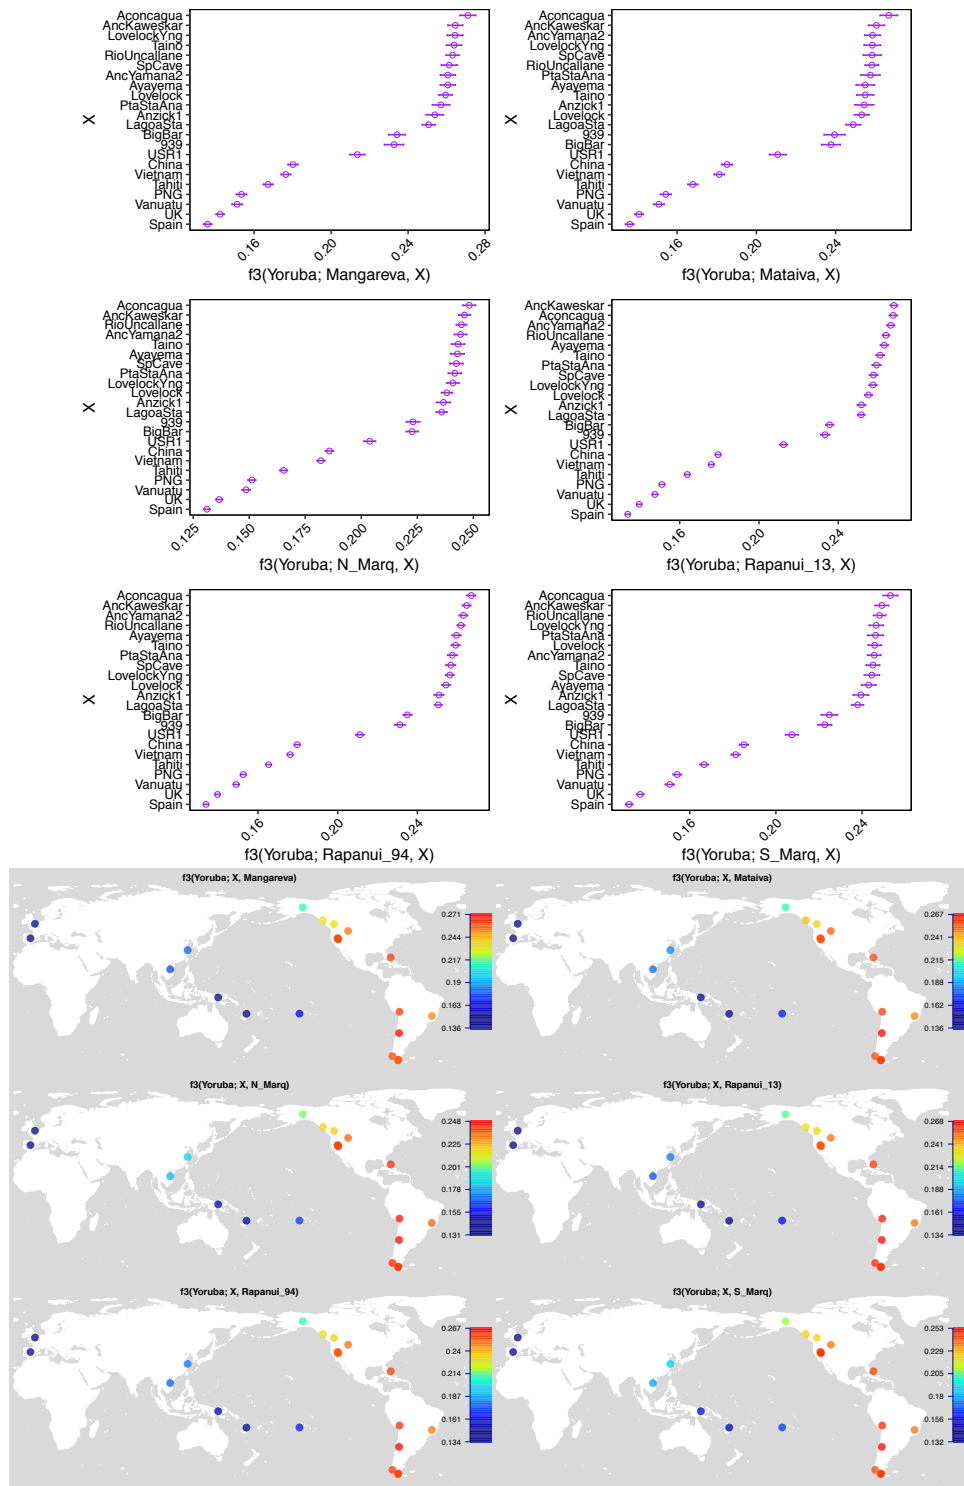 Aconcagua
AncKaweskar
LovelockYng
Taino
RioUncallane
SpCave
AncYamana2
Ayayema
Lovelock
PtaStaAna
Anzick1
LagoaSta
BigBar
939
USR1
China
Vietnam
Tahiti
PNG
Vanuatu
UK
Spain
X
0.16
0.20
0.24
0.28
f3(Yoruba; Mangareva, X)
Aconcagua
AncKaweskar
AncYamana2
LovelockYng
SpCave
RioUncallane
PtaStaAna
Ayayema
Taino
Anzick1
Lovelock
LagoaSta
939
BigBar
USR1
China
Vietnam
Tahiti
PNG
Vanuatu
UK
Spain
X
0.16
0.20
0.24
f3(Yoruba; Mataiva, X)
Aconcagua
AncKaweskar
RioUncallane
AncYamana2
Taino
Ayayema
SpCave
PtaStaAna
LovelockYng
Lovelock
Anzick1
LagoaSta
939
BigBar
USR1
China
Vietnam
Tahiti
PNG
Vanuatu
UK
Spain
X
0.125
0.150
0.175
0.200
0.225
0.250
f3(Yoruba; N_Marq, X)
AncKaweskar
Aconcagua
AncYamana2
RioUncallane
Ayayema
Taino
PtaStaAna
SpCave
LovelockYng
Lovelock
Anzick1
LagoaSta
BigBar
939
USR1
China
Vietnam
Tahiti
PNG
Vanuatu
UK
Spain
X
0.16
0.20
0.24
f3(Yoruba; Rapanui_13, X)
Aconcagua
AncKaweskar
AncYamana2
RioUncallane
Ayayema
Taino
PtaStaAna
SpCave
LovelockYng
Lovelock
Anzick1
LagoaSta
BigBar
939
USR1
China
Vietnam
Tahiti
PNG
Vanuatu
UK
Spain
X
0.16
0.20
0.24
f3(Yoruba; Rapanui_94, X)
Aconcagua
AncKaweskar
RioUncallane
LovelockYng
PtaStaAna
Lovelock
AncYamana2
Taino
SpCave
Ayayema
Anzick1
LagoaSta
939
BigBar
USR1
China
Vietnam
Tahiti
PNG
Vanuatu
UK
Spain
X
0.16
0.20
0.24
f3(Yoruba; S_Marq, X)
f3(Yoruba; X, Mangareva)
0.271
0.244
0.217
0.19
0.163
0.136
f3(Yoruba; X, Mataiva)
0.267
0.241
0.215
0.188
0.162
0.136
f3(Yoruba; X, N_Marq)
0.248
0.225
0.201
0.178
0.155
0.131
f3(Yoruba; X, Rapanui_13)
0.268
0.241
0.214
0.188
0.161
0.134
f3(Yoruba; X, Rapanui_94)
0.267
0.24
0.214
0.187
0.161
0.134
f3(Yoruba; X, S_Marq)
0.253
0.229
0.205
0.18
0.156
0.132